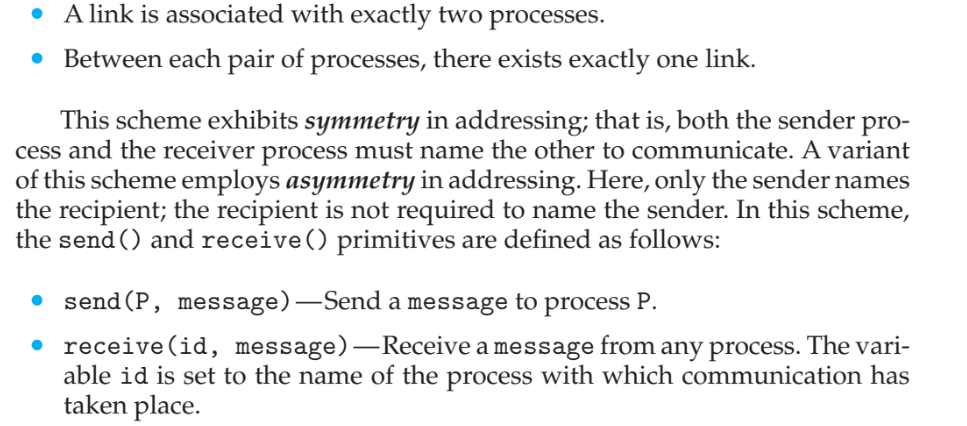 • A link is associated with exactly two processes.
• Between each pair of processes, there exists exactly one link.
This scheme exhibits symmetry in addressing; that is, both the sender pro-
cess and the receiver process must name the other to communicate. A variant
of this scheme employs asymmetry in addressing. Here, only the sender names
the recipient; the recipient is not required to name the sender. In this scheme,
the send() and receive() primitives are defined as follows:
• send(P, message)—Send a message to process P.
• receive(id, message)—Receive a message from any process. The vari-
able id is set to the name of the process with which communication has
taken place.